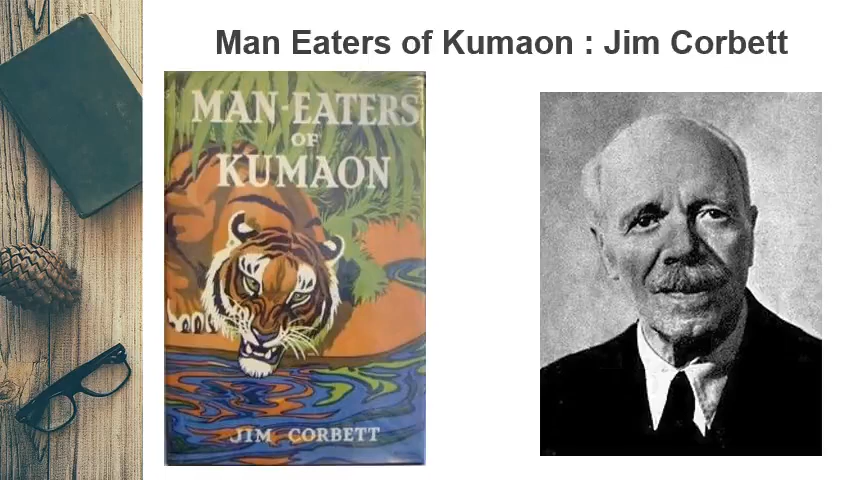 Man Eaters of Kumaon : Jim Corbett
MAN-EATERS
OF
KUMAON
JIM CORBETT